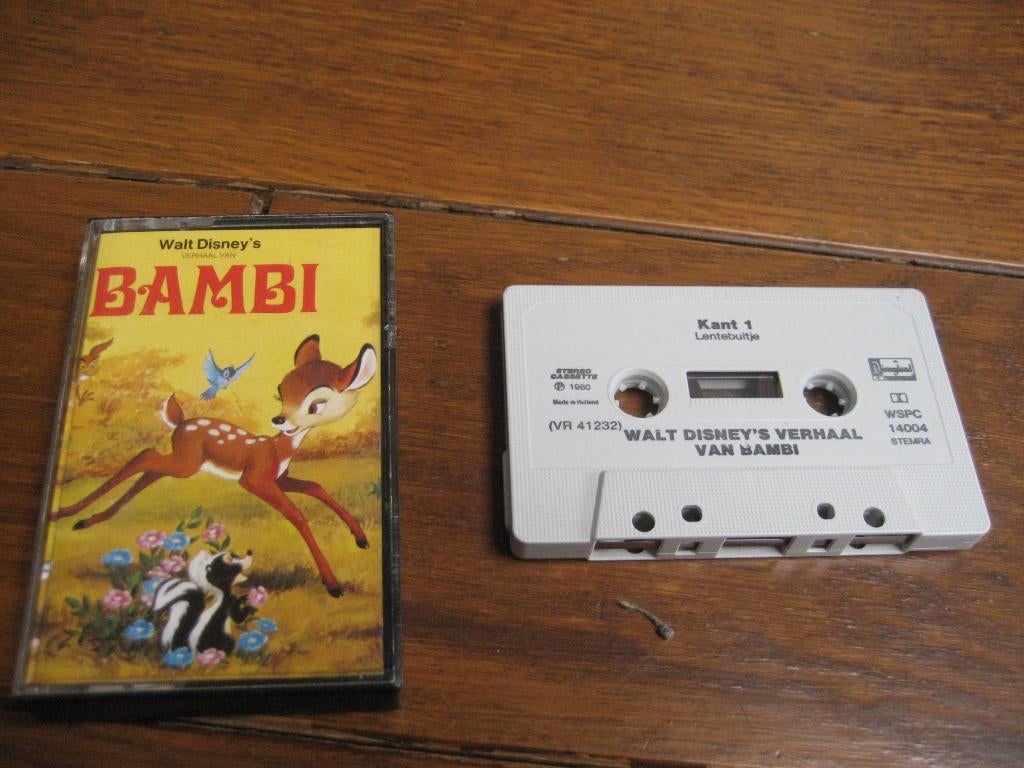 Walt Disney's
VERHAAL VAN
BAMBI
Kant 1
Lentebuitje
STEREO
CASSETTE
Ⓟ 1980
Made in Holland
(VR 41232)
WALT DISNEY'S VERHAAL
VAN BAMBI
Disneyland
WSPC
14004
STEMRA